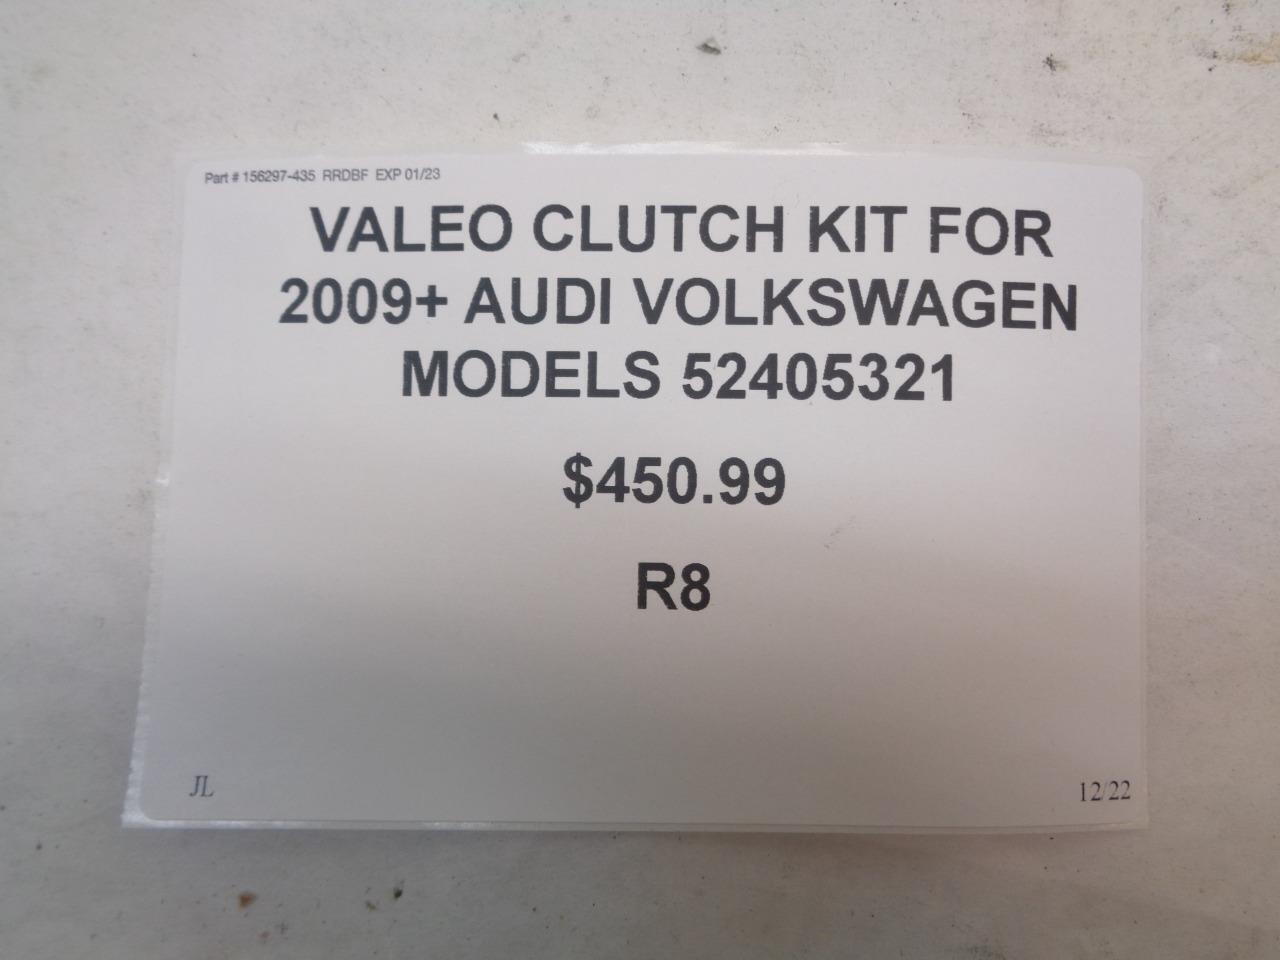 Part # 156297-435 RRDBF EXP 01/23
VALEO CLUTCH KIT FOR
2009+ AUDI VOLKSWAGEN
MODELS 52405321
$450.99
R8
JL
12/22